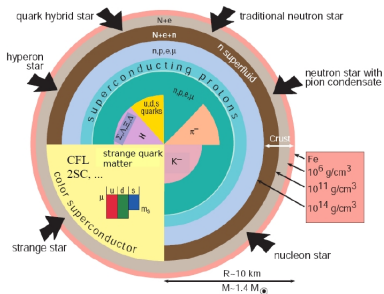 quark hybrid star
traditional neutron star
N+e
N+e+n
n,p,e,μ
n superfluid
hyperon
star
neutron star with
pion condensate
superconducting protons
n,p,e,μ
u,d,s
quarks
Σ,Λ,Ξ,Δ
H
π⁻
K⁻
Crust
CFL
2SC, ...
strange quark
matter
u d s
μ
mₛ
color superconductor
Fe
10⁶ g/cm³
10¹¹ g/cm³
10¹⁴ g/cm³
strange star
nucleon star
R~10 km
M~1.4 M☉